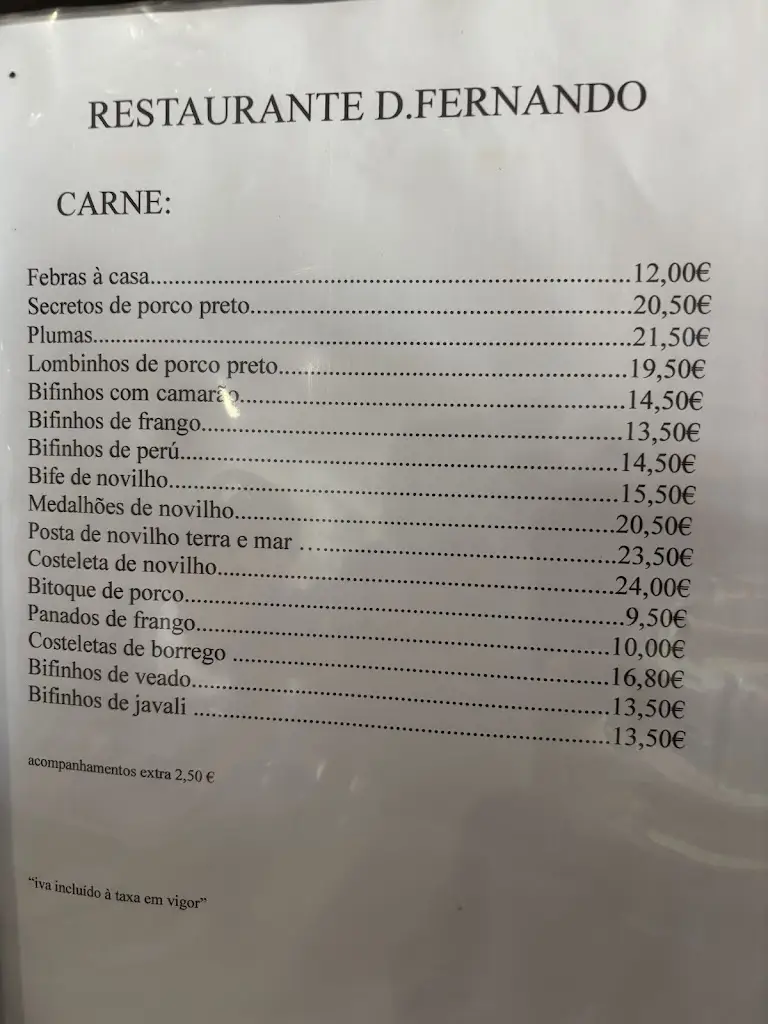 RESTAURANTE D.FERNANDO
CARNE:
Febras à casa......................................................................12,00€
Secretos de porco preto........................................................20,50€
Plumas..................................................................................21,50€
Lombinhos de porco preto....................................................19,50€
Bifinhos com camarão..........................................................14,50€
Bifinhos de frango................................................................13,50€
Bifinhos de perú...................................................................14,50€
Bife de novilho.....................................................................15,50€
Medalhões de novilho..........................................................20,50€
Posta de novilho terra e mar ................................................23,50€
Costeleta de novilho.............................................................24,00€
Bitoque de porco..................................................................9,50€
Panados de frango................................................................10,00€
Costeletas de borrego ..........................................................16,80€
Bifinhos de veado................................................................13,50€
Bifinhos de javali ................................................................13,50€
acompanhamentos extra 2,50 €
“iva incluído à taxa em vigor”